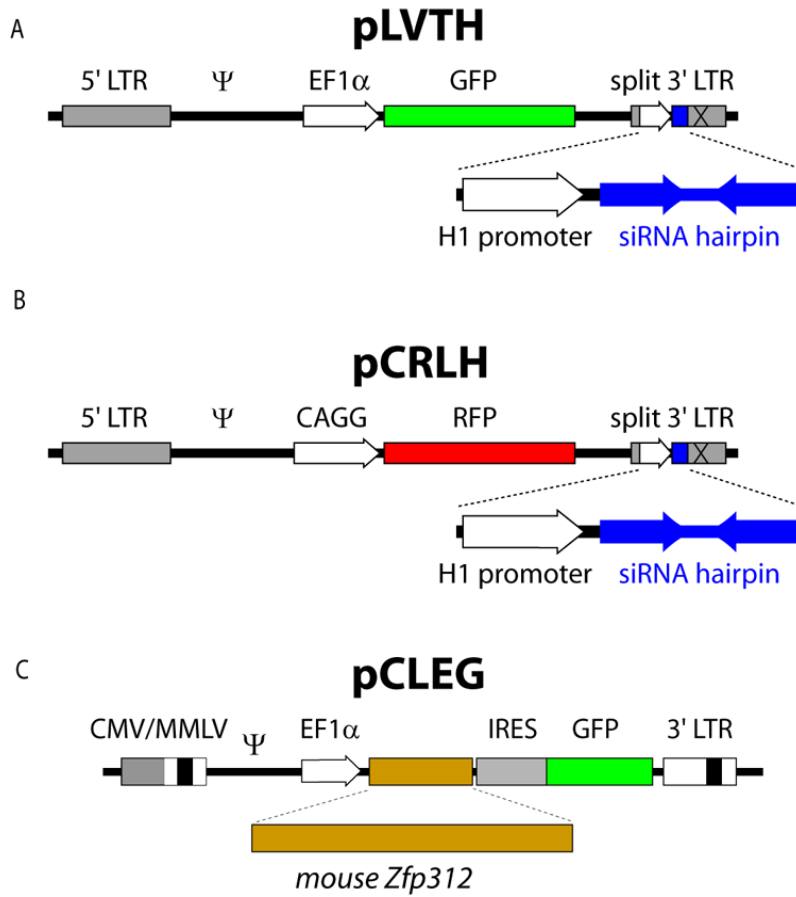 A
pLVTH
5' LTR Ψ EF1α GFP split 3' LTR
H1 promoter siRNA hairpin
B
pCRLH
5' LTR Ψ CAGG RFP split 3' LTR
H1 promoter siRNA hairpin
C
pCLEG
CMV/MMLV Ψ EF1α IRES GFP 3' LTR
mouse Zfp312